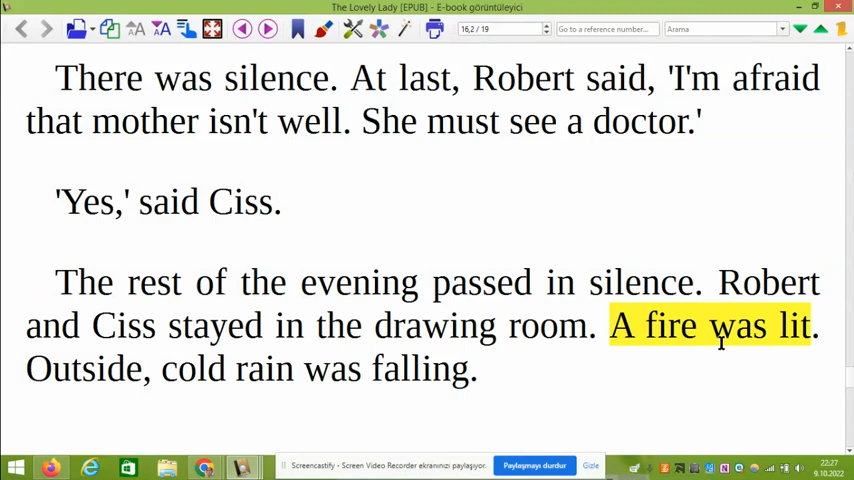 The Lovely Lady [EPUB] - E-book görüntüleyici
16,2 / 19
Go to a reference number...
Arama
There was silence. At last, Robert said, 'I'm afraid
that mother isn't well. She must see a doctor.'
'Yes,' said Ciss.
The rest of the evening passed in silence. Robert
and Ciss stayed in the drawing room. A fire was lit.
Outside, cold rain was falling.
Screencastify - Screen Video Recorder ekranınızı paylaşıyor.
Paylaşmayı durdur
Gizle
22:27
9.10.2022